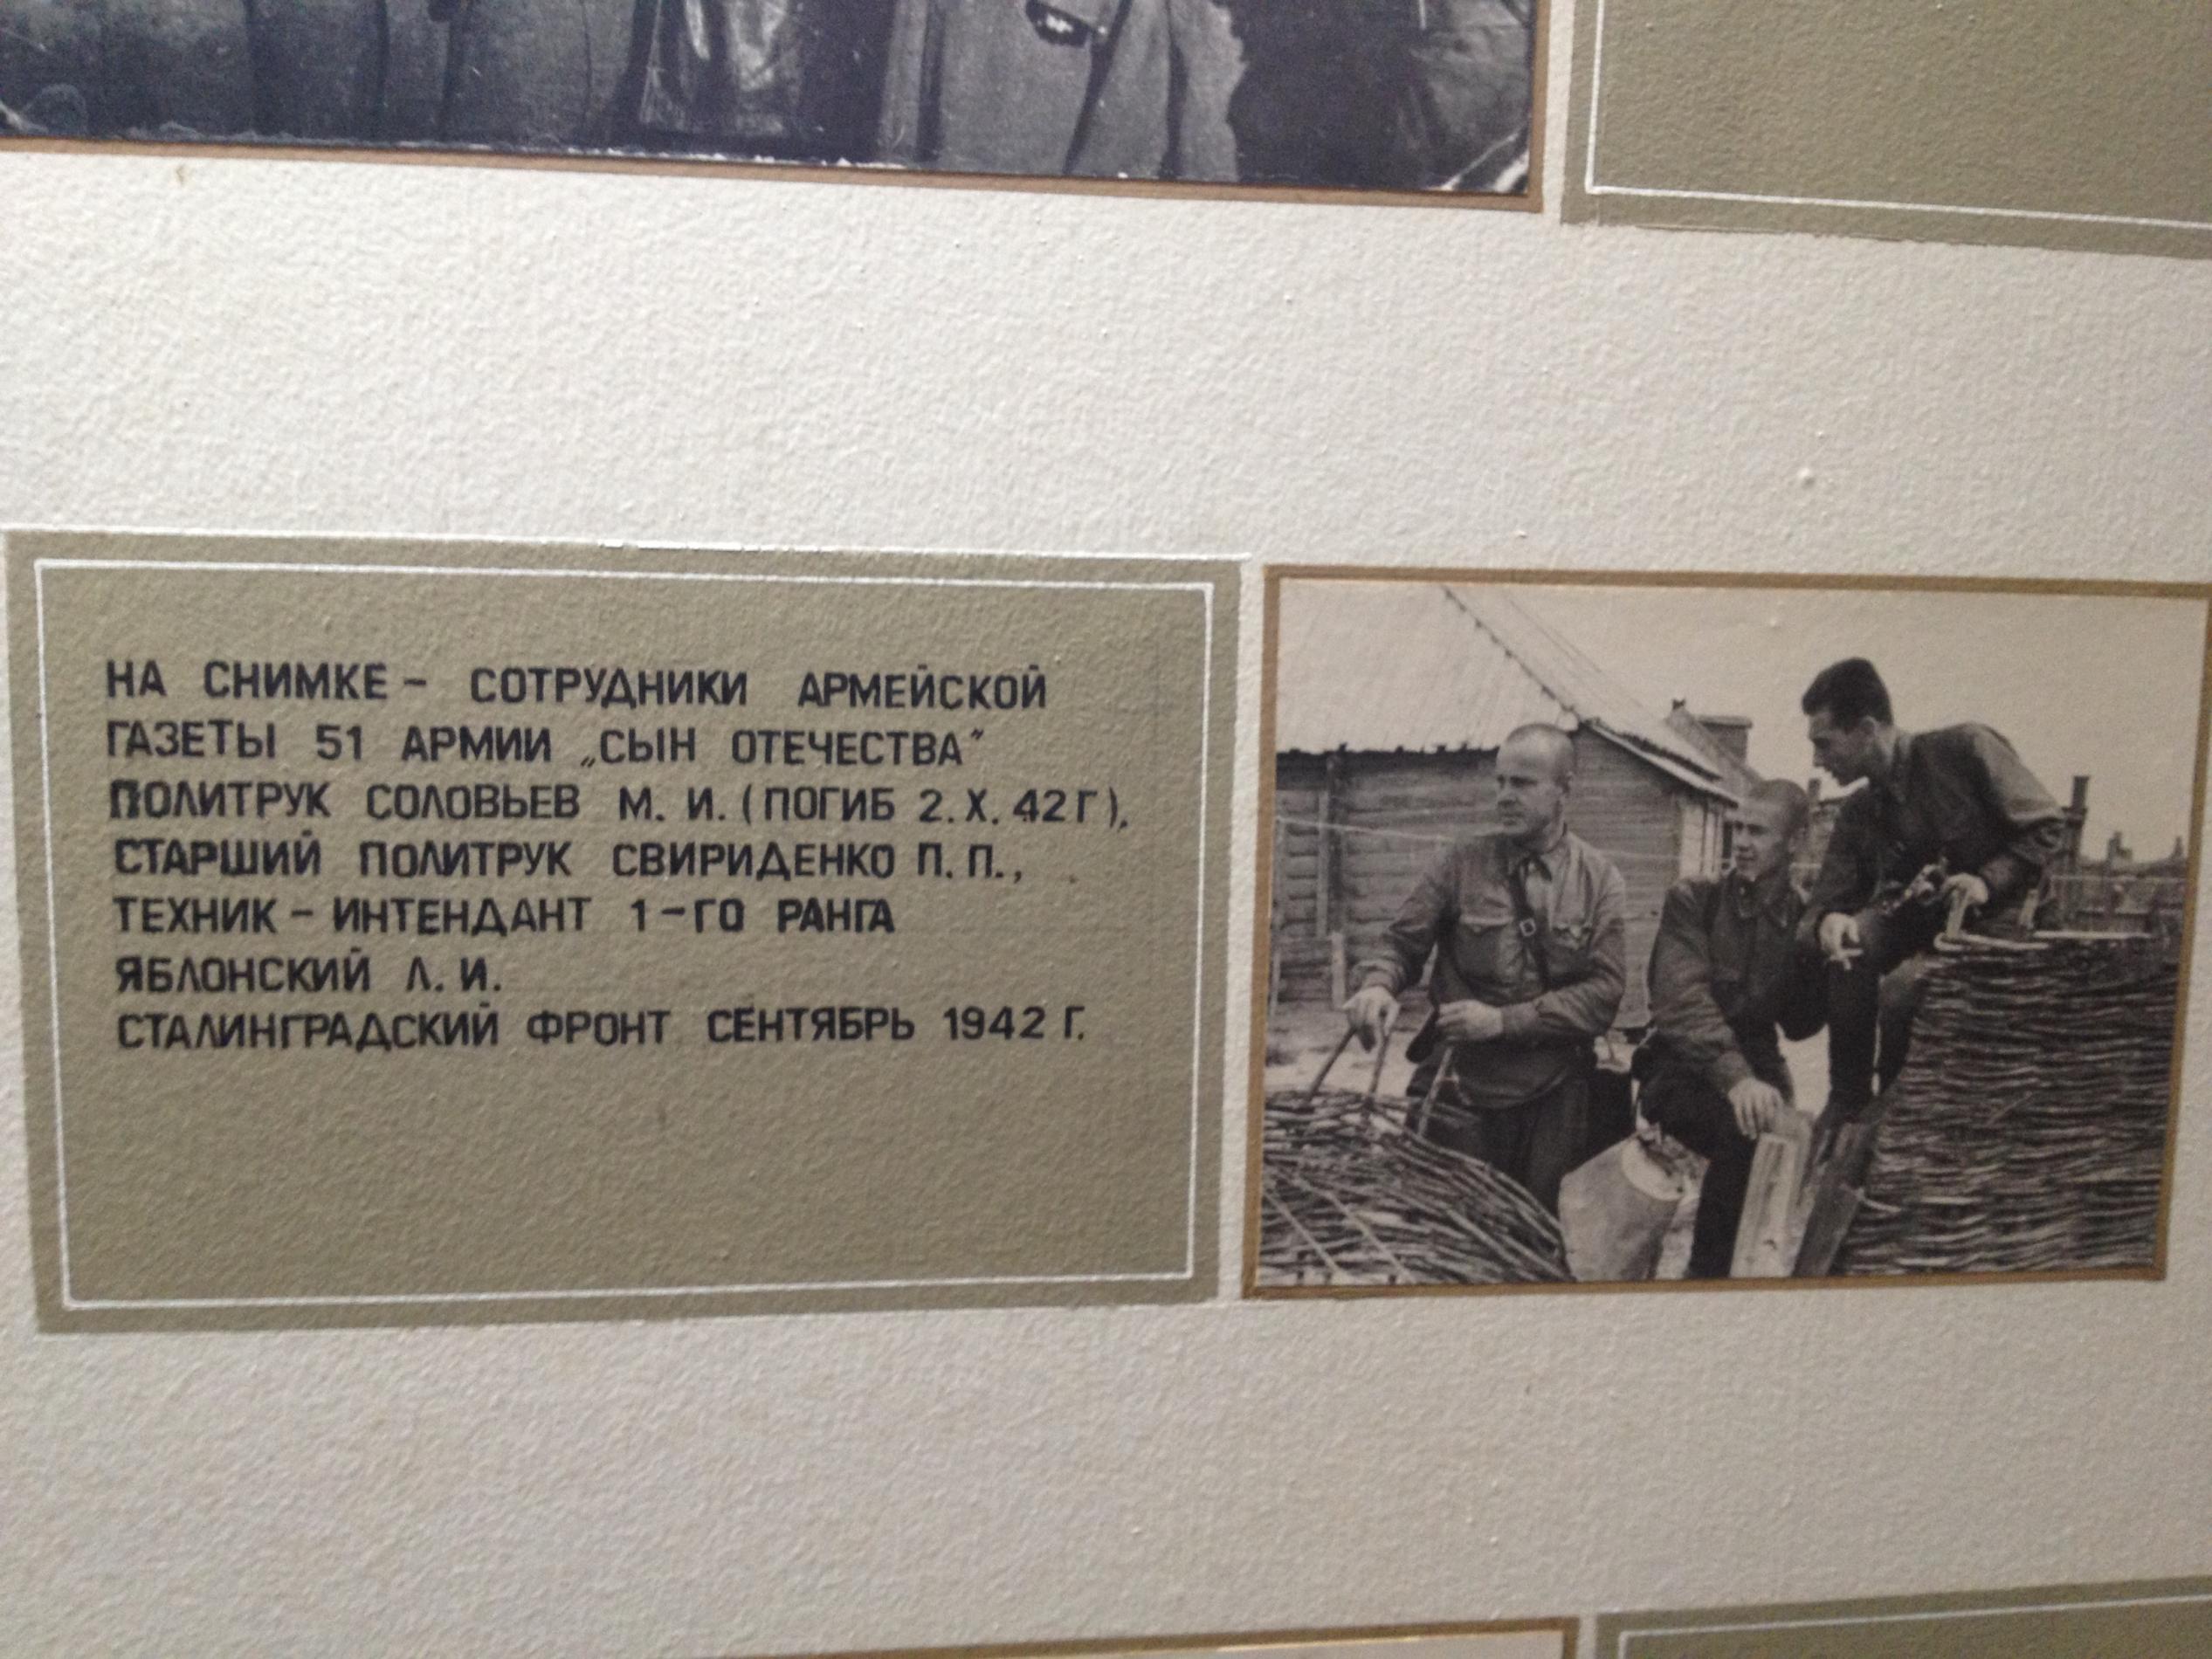 НА СНИМКЕ – СОТРУДНИКИ АРМЕЙСКОЙ
ГАЗЕТЫ 51 АРМИИ „СЫН ОТЕЧЕСТВА"
ПОЛИТРУК СОЛОВЬЕВ М. И. (ПОГИБ 2. X. 42 Г),
СТАРШИЙ ПОЛИТРУК СВИРИДЕНКО П. П.,
ТЕХНИК – ИНТЕНДАНТ 1 – ГО РАНГА
ЯБЛОНСКИЙ Л. И.
СТАЛИНГРАДСКИЙ ФРОНТ СЕНТЯБРЬ 1942 Г.